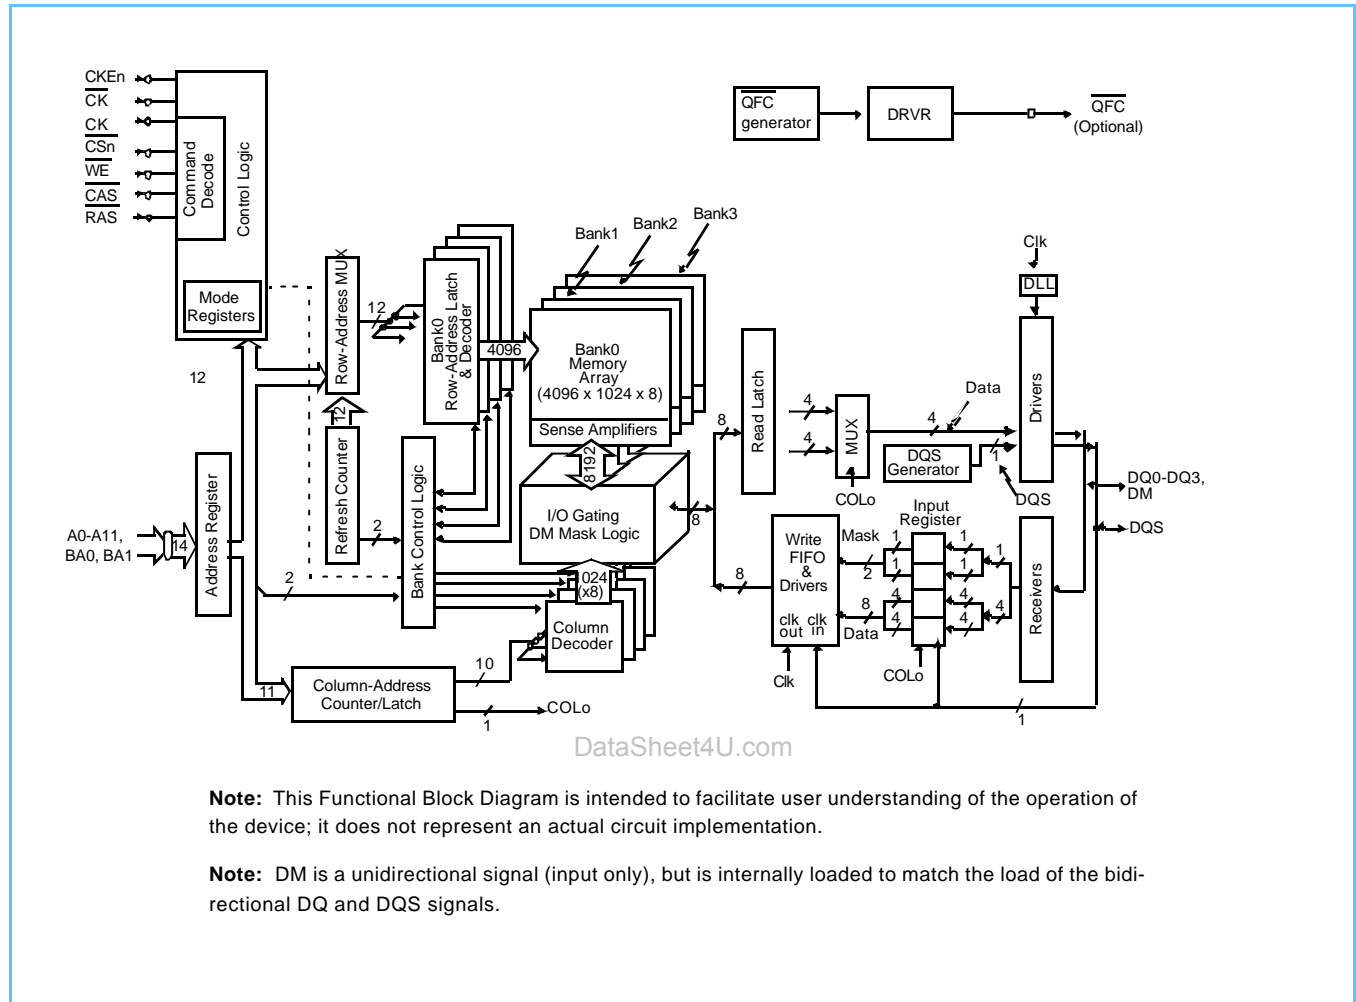 CKEn
CK
CK
CSn
WE
CAS
RAS
Command
Decode
Control Logic
Mode
Registers
QFC
generator
DRVR
QFC
(Optional)
Bank1
Bank2
Bank3
Row-Address MUX
12
Bank0
Row-Address Latch
& Decoder
4096
Bank0
Memory
Array
(4096 x 1024 x 8)
Sense Amplifiers
8192
12
12
Refresh Counter
2
Bank Control Logic
Address Register
A0-A11,
BA0, BA1
14
2
I/O Gating
DM Mask Logic
1024
(x8)
Column
Decoder
11
Column-Address
Counter/Latch
10
1
COLo
8
8
8
Read Latch
4
4
MUX
COLo
4
Data
DQS
Generator
1
DQS
Clk
DLL
Drivers
DQ0-DQ3,
DM
DQS
Input
Register
Write
FIFO
&
Drivers
clk clk
out in
Clk
Mask
2
8
Data
1
1
4
4
1
1
4
4
1
4
COLo
Receivers
1
DataSheet4U.com
Note: This Functional Block Diagram is intended to facilitate user understanding of the operation of
the device; it does not represent an actual circuit implementation.
Note: DM is a unidirectional signal (input only), but is internally loaded to match the load of the bidi-
rectional DQ and DQS signals.